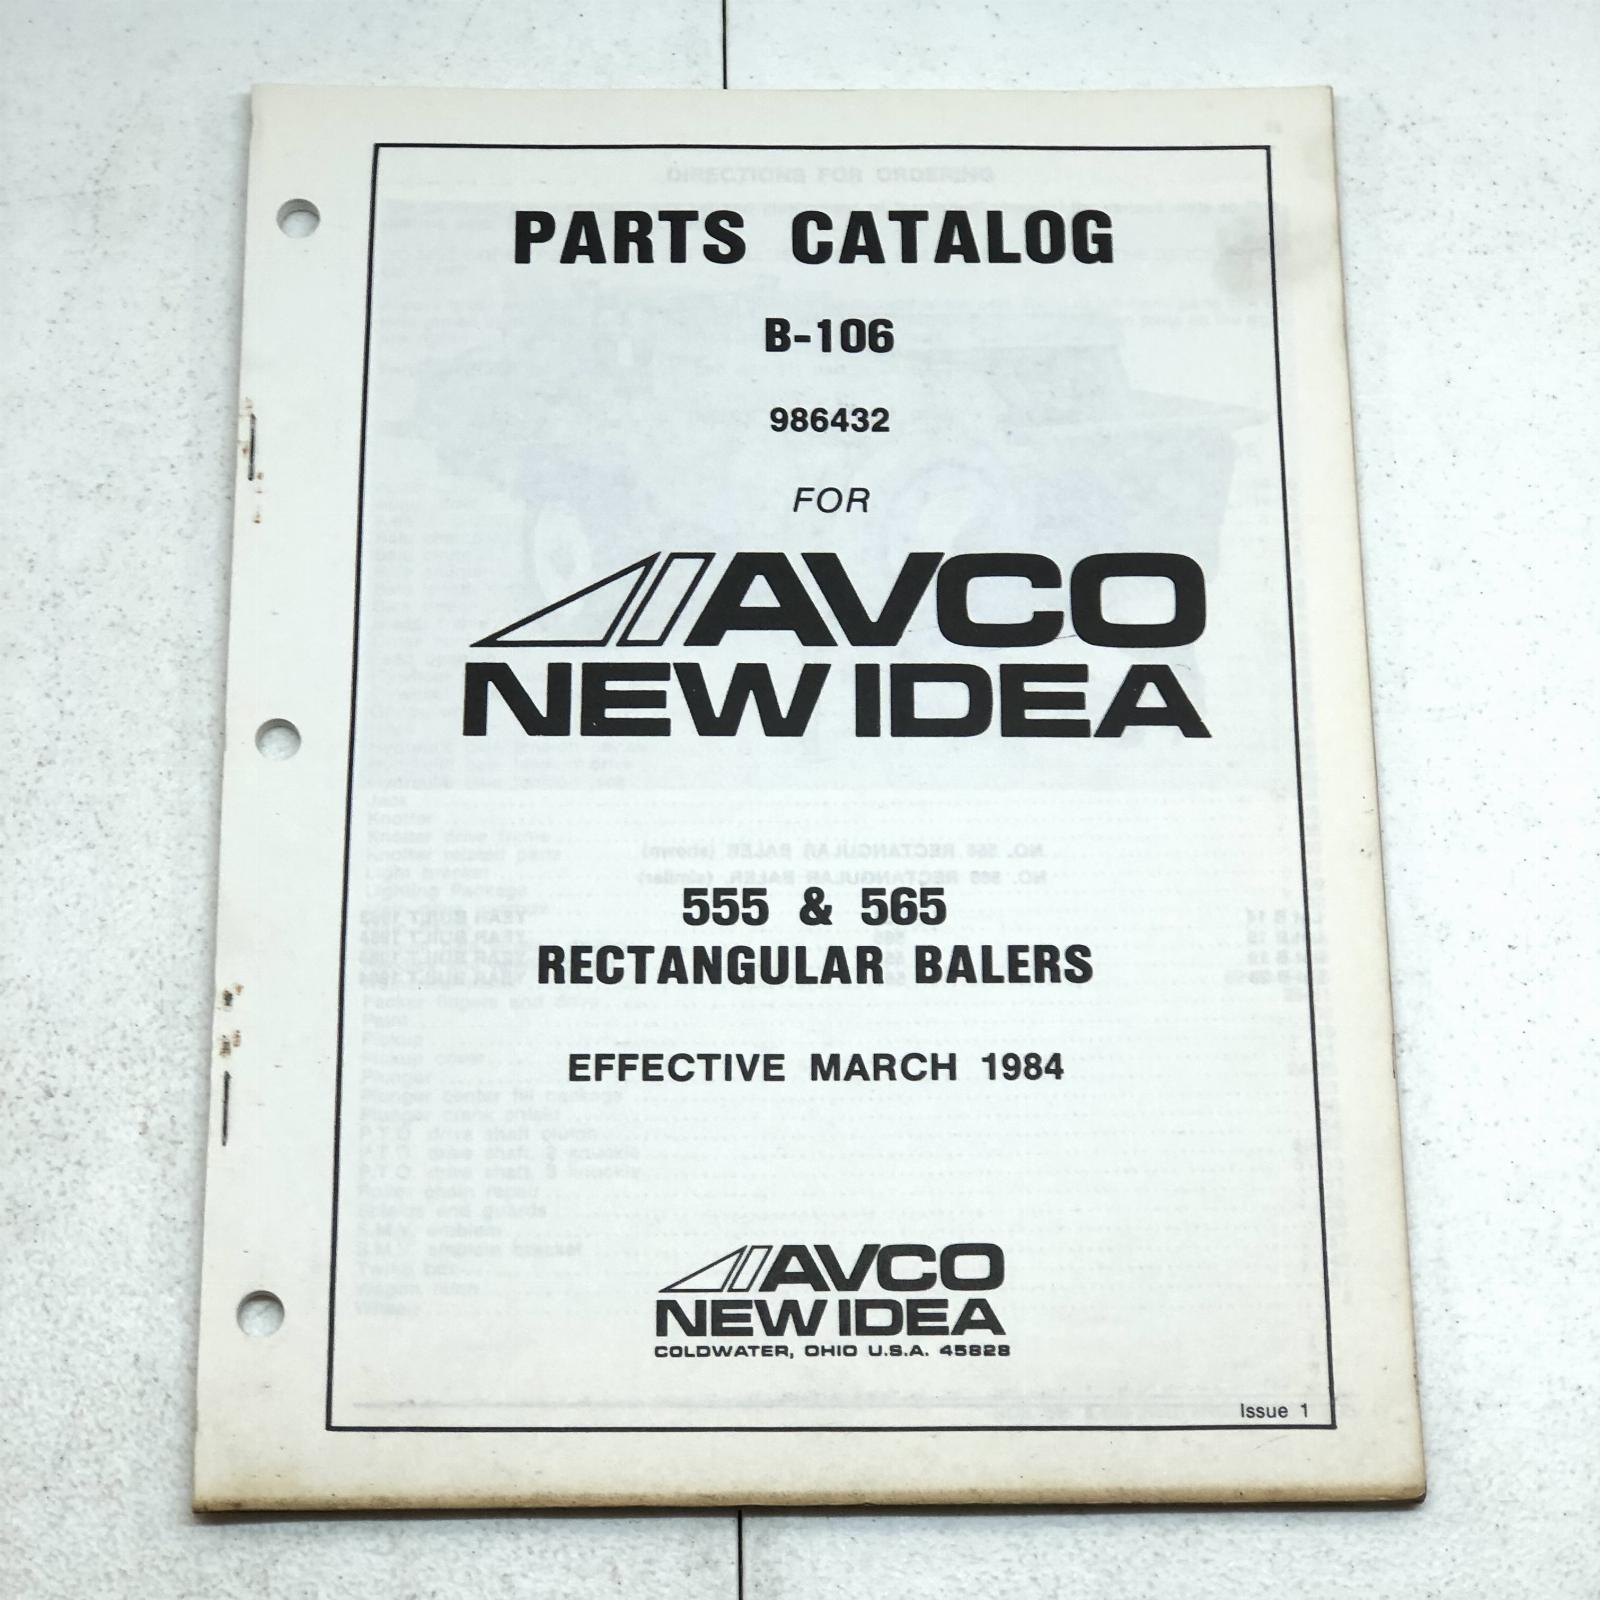 PARTS CATALOG
B-106
986432
FOR
AVCO
NEW IDEA
555 & 565
RECTANGULAR BALERS
EFFECTIVE MARCH 1984
AVCO
NEW IDEA
COLDWATER, OHIO U.S.A. 45828
Issue 1